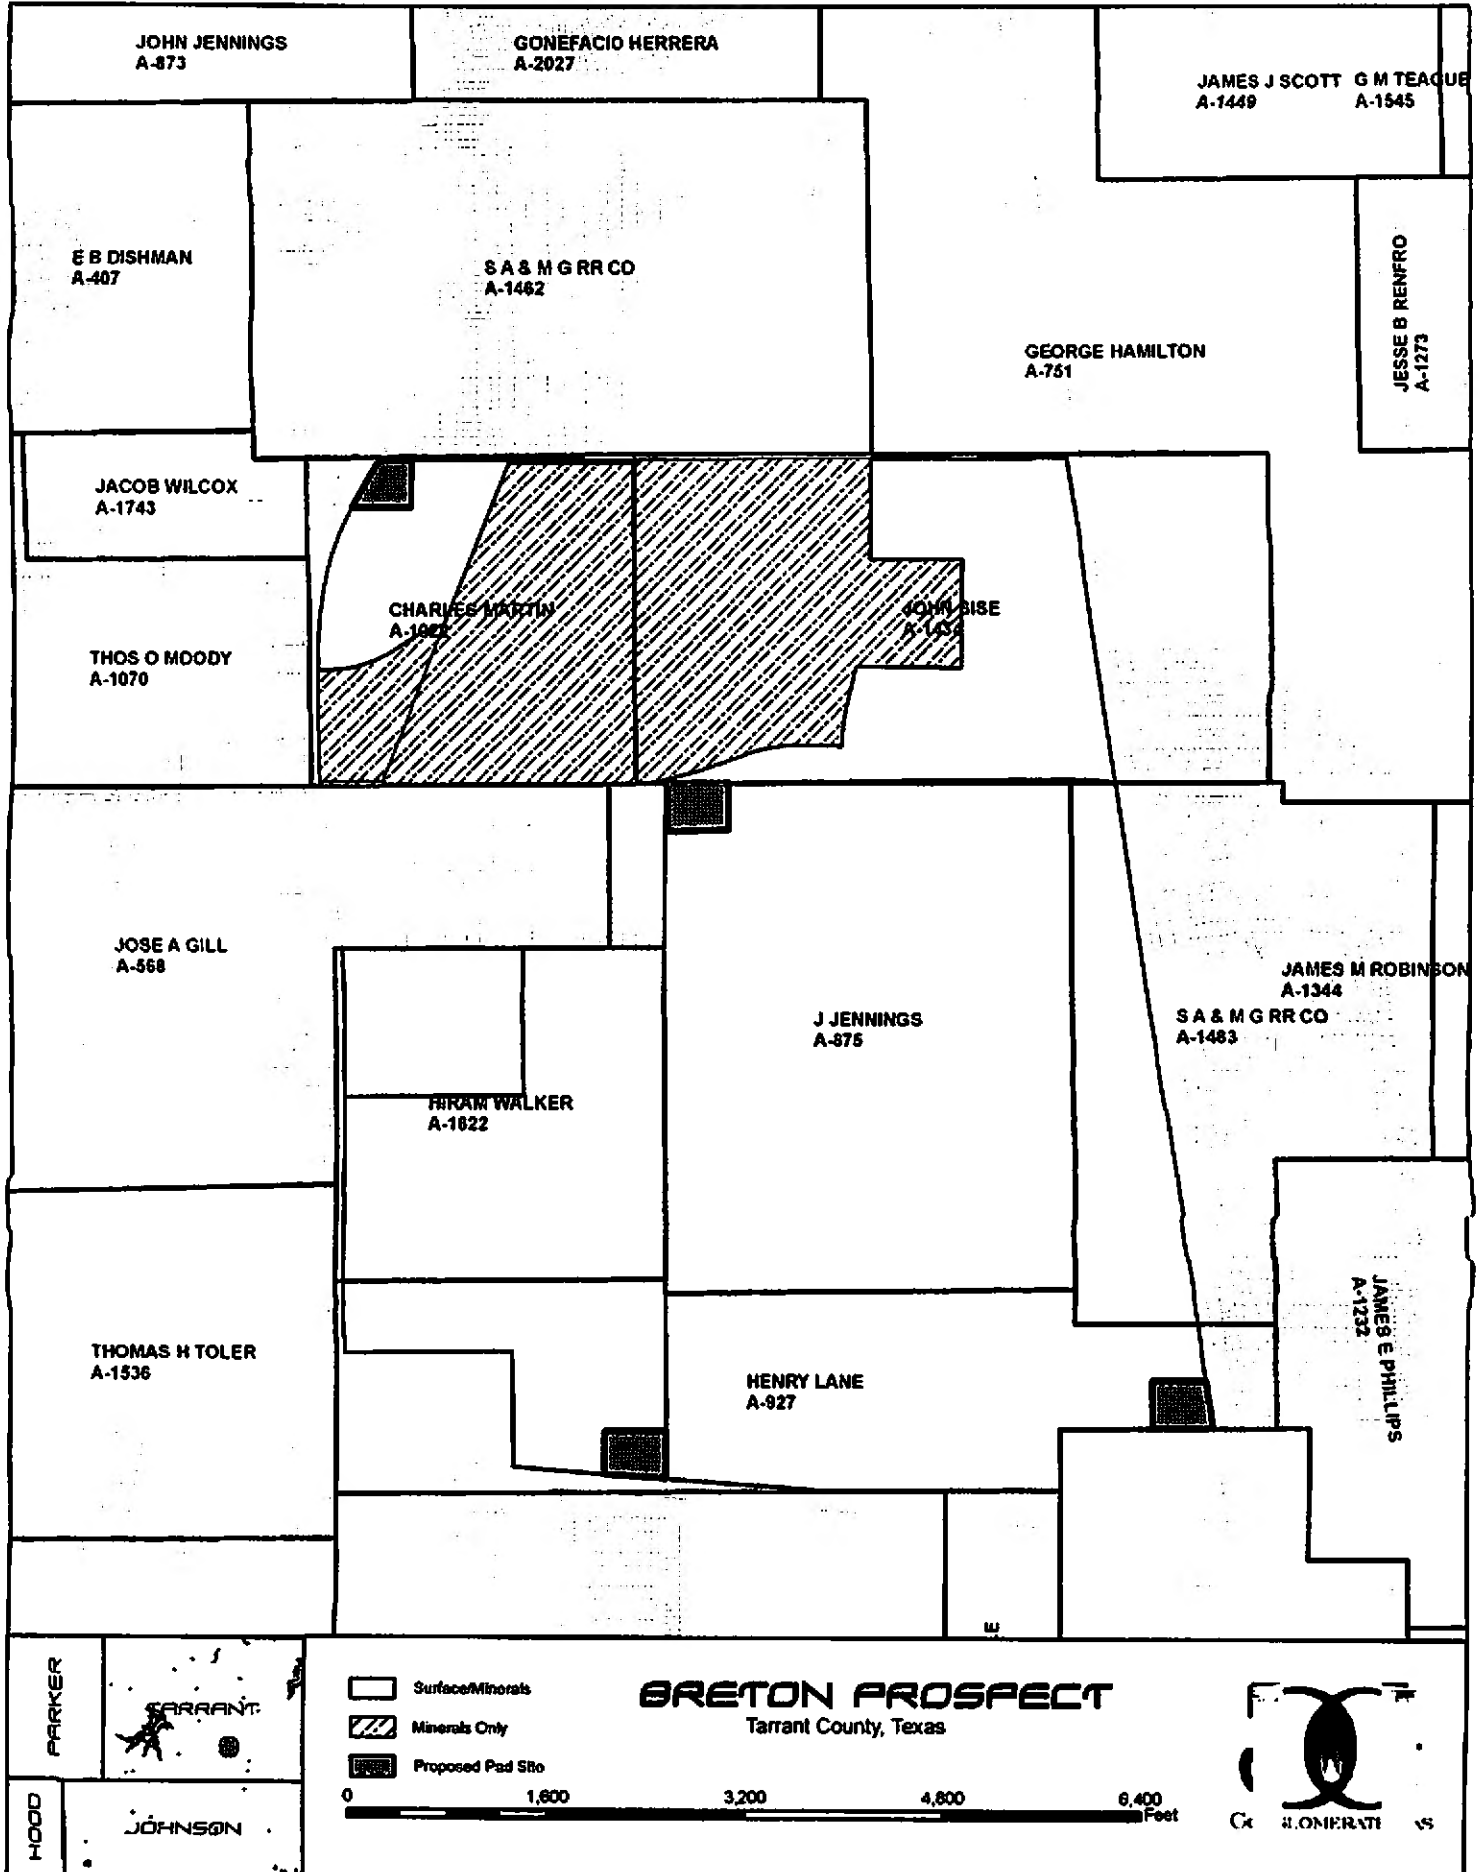 JOHN JENNINGS
A-873
GONEFACIO HERRERA
A-2027
JAMES J SCOTT
A-1449
G M TEAGUE
A-1545
E B DISHMAN
A-407
S A & M G RR CO
A-1462
GEORGE HAMILTON
A-751
JESSE B RENFRO
A-1273
JACOB WILCOX
A-1743
CHARLES MARTIN
JOHN SISE
THOS O MOODY
A-1070
JOSE A GILL
A-568
JAMES M ROBINSON
A-1344
S A & M G RR CO
A-1483
J JENNINGS
A-875
HIRAM WALKER
A-1622
JAMES E PHILLIPS
A-1232
THOMAS H TOLER
A-1536
HENRY LANE
A-927
E
PARKER
TARRANT
HOOD
JOHNSON
Surface/Minerals
Minerals Only
Proposed Pad Site
BRETON PROSPECT
Tarrant County, Texas
0 1,600 3,200 4,800 6,400
Feet